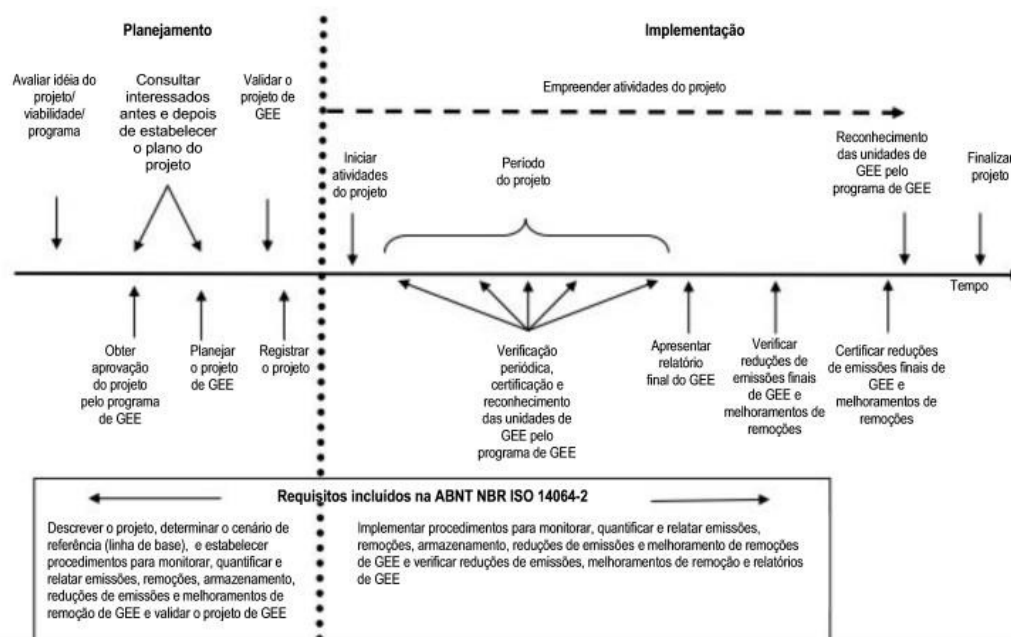 Planejamento
Implementação
Avaliar idéia do
projeto/
viabilidade/
programa
Consultar
interessados
antes e depois
de estabelecer
o plano do
projeto
Validar o
projeto de
GEE
Empreender atividades do projeto
Iniciar
atividades
do projeto
Período
do projeto
Reconhecimento
das unidades de
GEE pelo
programa de GEE
Finalizar
projeto
Tempo
Obter
aprovação
do projeto
pelo programa
de GEE
Planejar
o projeto
de GEE
Registrar
o projeto
Verificação
periódica,
certificação e
reconhecimento
das unidades de
GEE pelo
programa de GEE
Apresentar
relatório
final do GEE
Verificar
reduções de
emissões finais
de GEE e
melhoramentos de
remoções
Certificar reduções
de emissões finais de
GEE e
melhoramentos de
remoções
Requisitos incluídos na ABNT NBR ISO 14064-2
Descrever o projeto, determinar o cenário de
referência (linha de base), e estabelecer
procedimentos para monitorar, quantificar e
relatar emissões, remoções, armazenamento,
reduções de emissões e melhoramentos de
remoção de GEE e validar o projeto de GEE
Implementar procedimentos para monitorar, quantificar e relatar emissões,
remoções, armazenamento, reduções de emissões e melhoramento de remoções
de GEE e verificar reduções de emissões, melhoramentos de remoção e relatórios
de GEE